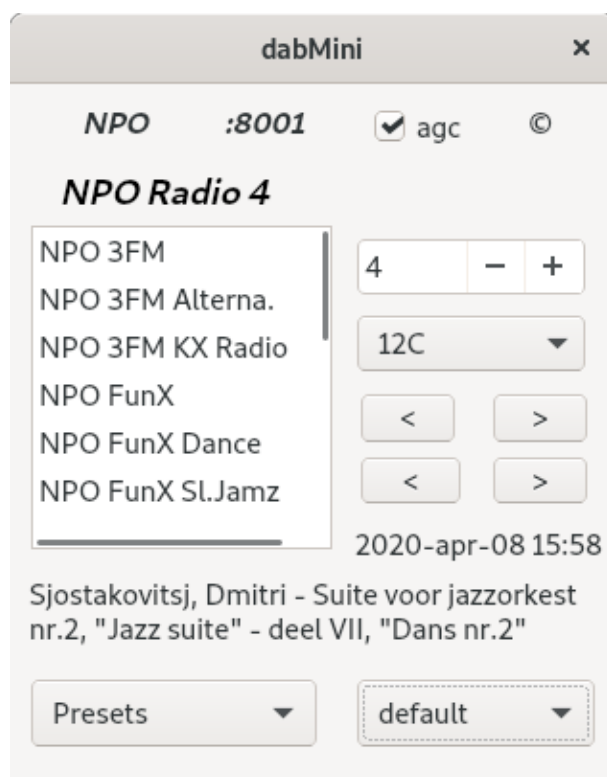 dabMini ×
NPO :8001 agc ©
NPO Radio 4
NPO 3FM
NPO 3FM Alterna.
NPO 3FM KX Radio
NPO FunX
NPO FunX Dance
NPO FunX Sl.Jamz
4 − +
12C
< >
< >
2020-apr-08 15:58
Sjostakovitsj, Dmitri - Suite voor jazzorkest
nr.2, "Jazz suite" - deel VII, "Dans nr.2"
Presets default